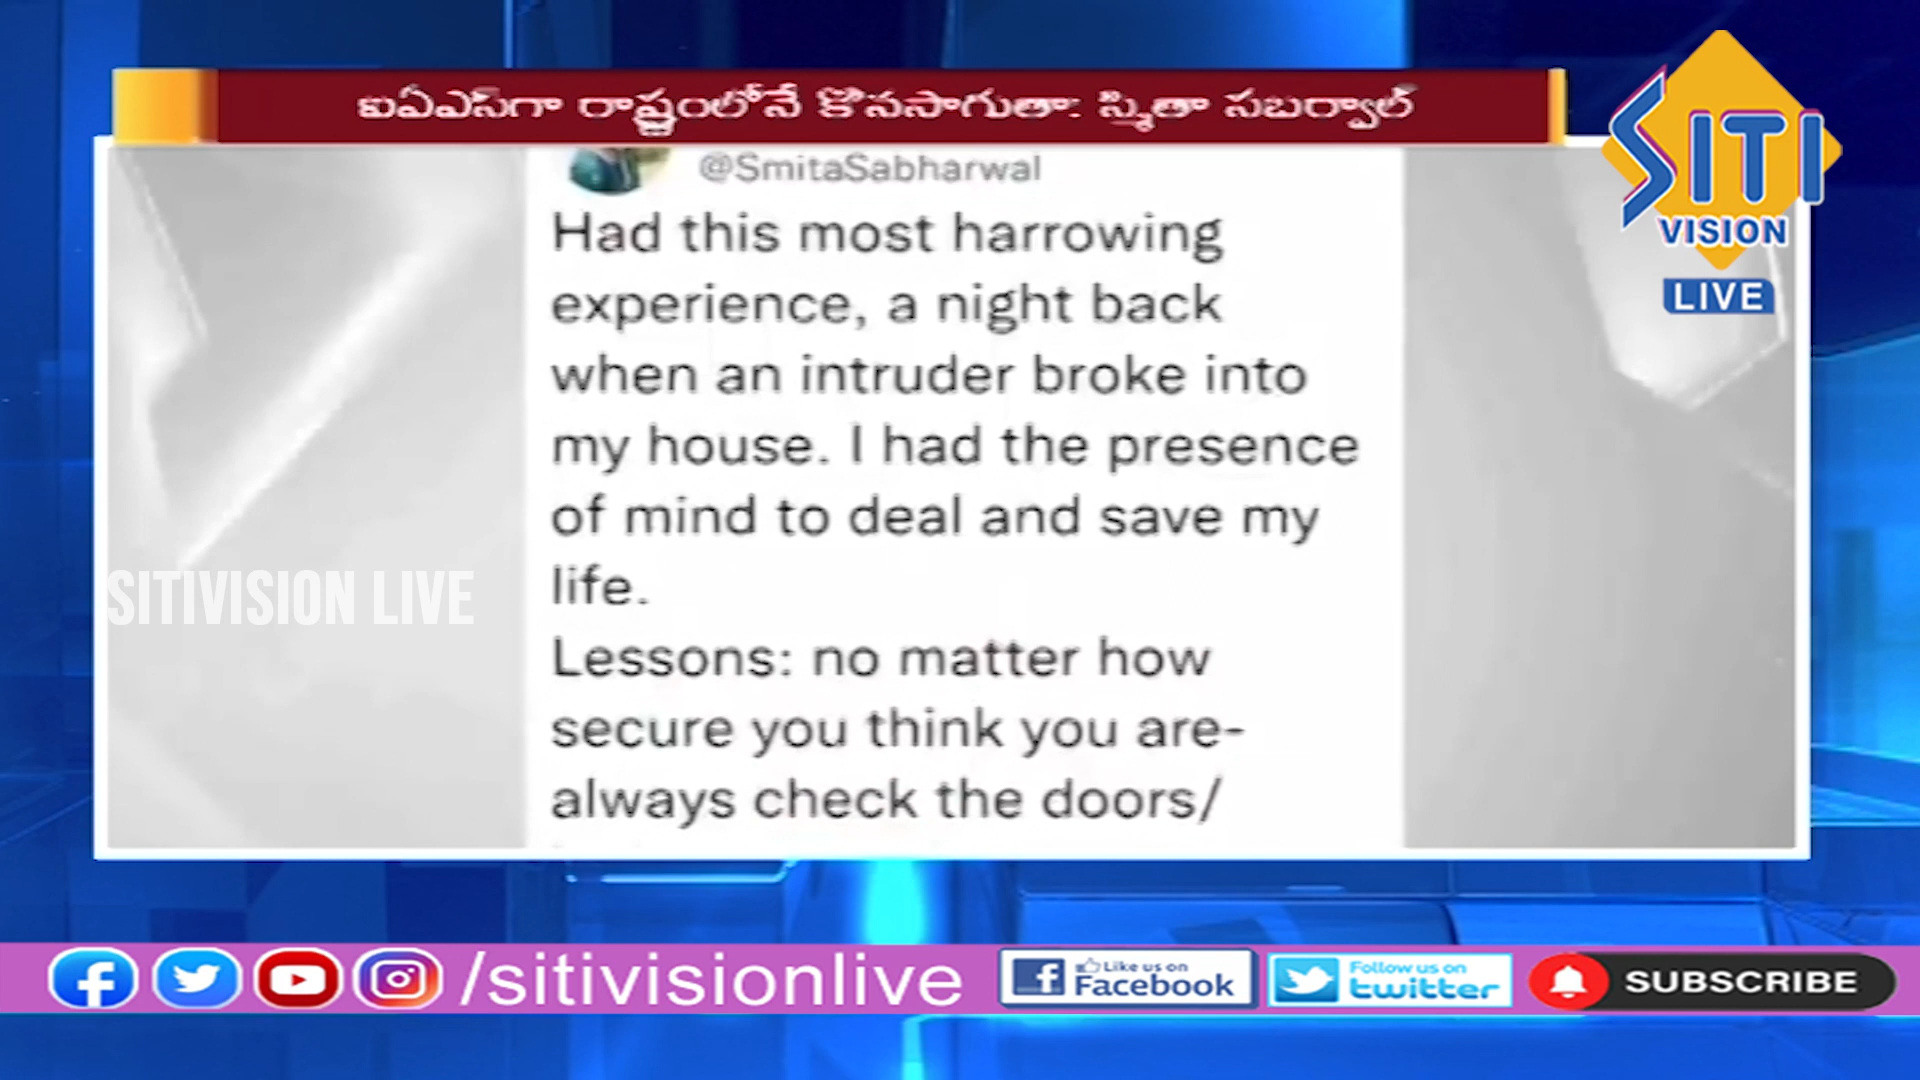 ఐఏఎస్‌గా రాష్ట్రంలోనే కొనసాగుతా: స్మితా సబర్వాల్
SITI
VISION
LIVE
@SmitaSabharwal
Had this most harrowing
experience, a night back
when an intruder broke into
my house. I had the presence
of mind to deal and save my
life.
Lessons: no matter how
secure you think you are-
always check the doors/
SITIVISION LIVE
/sitivisionlive
Like us on
Facebook
Follow us on
twitter
SUBSCRIBE